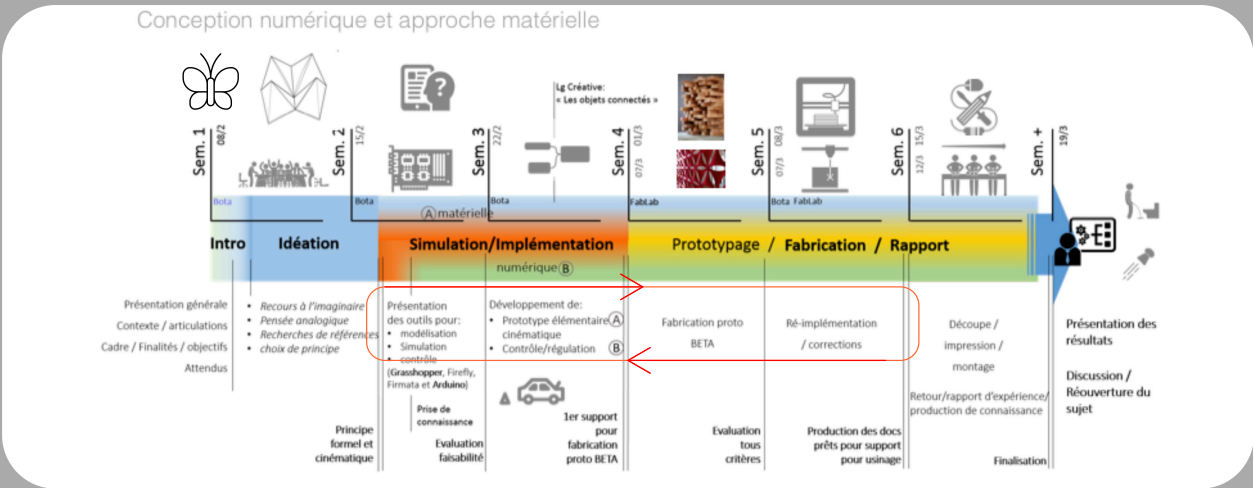 Conception numérique et approche matérielle
Lg Créative:
« Les objets connectés »
Sem. 1
08/2
Sem. 2
15/2
Sem. 3
22/2
Sem. 4
07/3 01/3
Sem. 5
07/3 08/3
Sem. 6
12/3 15/3
Sem. +
19/3
Bota
Bota
Bota
FabLab
Bota FabLab
A matérielle
Intro
Idéation
Simulation/Implémentation
Prototypage / Fabrication / Rapport
numérique B
Présentation générale
Contexte / articulations
Cadre / Finalités / objectifs
Attendus
• Recours à l'imaginaire
• Pensée analogique
• Recherches de références
• choix de principe
Principe
formel et
cinématique
Présentation
des outils pour:
• modélisation
• Simulation
• contrôle
(Grasshopper, Firefly,
Firmata et Arduino)
Prise de
connaissance
Evaluation
faisabilité
Développement de:
• Prototype élémentaire A
cinématique
• Contrôle/régulation B
1er support
pour
fabrication
proto BETA
Fabrication proto
BETA
Evaluation
tous
critères
Ré-implémentation
/ corrections
Production des docs
prêts pour support
pour usinage
Découpe /
impression /
montage
Retour/rapport d'expérience/
production de connaissance
Finalisation
Présentation des
résultats
Discussion /
Réouverture du
sujet